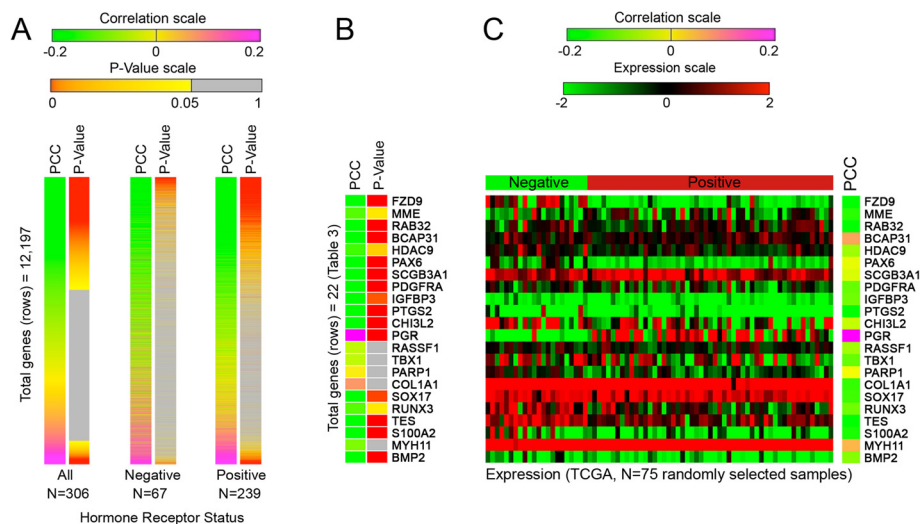 A
Correlation scale
-0.2 0 0.2
P-Value scale
0 0.05 1
PCC
P-Value
PCC
P-Value
PCC
P-Value
Total genes (rows) = 12,197
All
N=306
Negative
N=67
Positive
N=239
Hormone Receptor Status
B
PCC
P-Value
Total genes (rows) = 22 (Table 3)
FZD9
MME
RAB32
BCAP31
HDAC9
PAX6
SCGB3A1
PDGFRA
IGFBP3
PTGS2
CHI3L2
PGR
RASSF1
TBX1
PARP1
COL1A1
SOX17
RUNX3
TES
S100A2
MYH11
BMP2
C
Correlation scale
-0.2 0 0.2
Expression scale
-2 0 2
Negative Positive
PCC
FZD9
MME
RAB32
BCAP31
HDAC9
PAX6
SCGB3A1
PDGFRA
IGFBP3
PTGS2
CHI3L2
PGR
RASSF1
TBX1
PARP1
COL1A1
SOX17
RUNX3
TES
S100A2
MYH11
BMP2
Expression (TCGA, N=75 randomly selected samples)